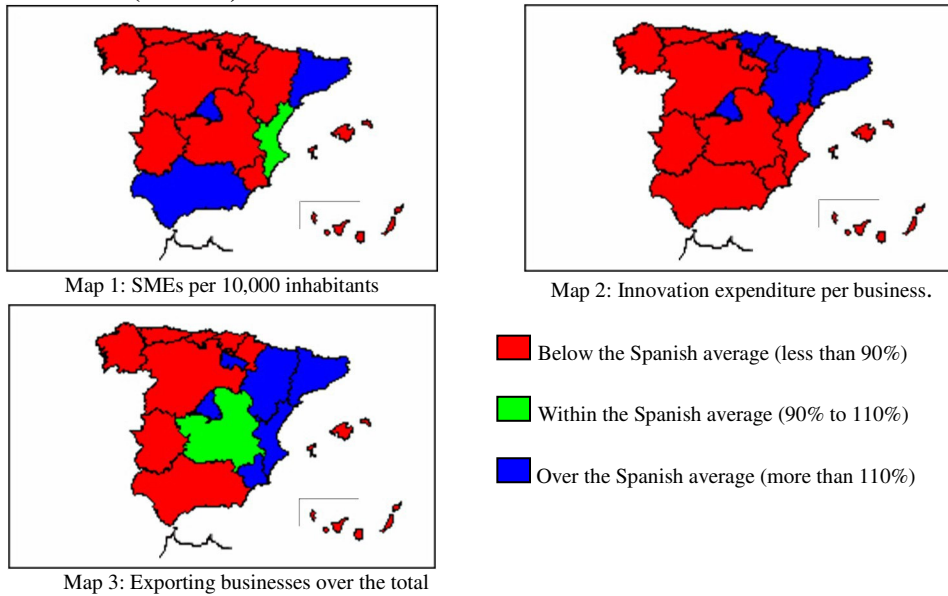 Map 1: SMEs per 10,000 inhabitants
Map 2: Innovation expenditure per business.
Below the Spanish average (less than 90%)
Within the Spanish average (90% to 110%)
Over the Spanish average (more than 110%)
Map 3: Exporting businesses over the total